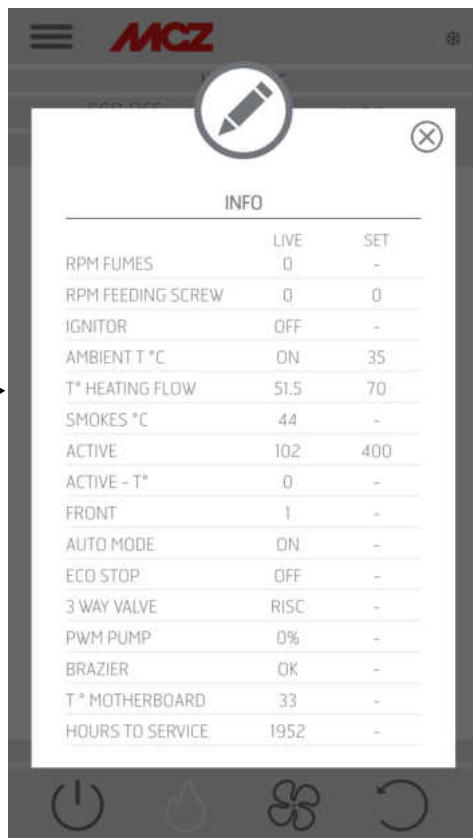 MCZ
INFO
LIVE SET
RPM FUMES 0 -
RPM FEEDING SCREW 0 0
IGNITOR OFF -
AMBIENT T °C ON 35
T° HEATING FLOW 51.5 70
SMOKES °C 44 -
ACTIVE 102 400
ACTIVE - T° 0 -
FRONT 1 -
AUTO MODE ON -
ECO STOP OFF -
3 WAY VALVE RISC -
PWM PUMP 0% -
BRAZIER OK -
T ° MOTHERBOARD 33 -
HOURS TO SERVICE 1952 -